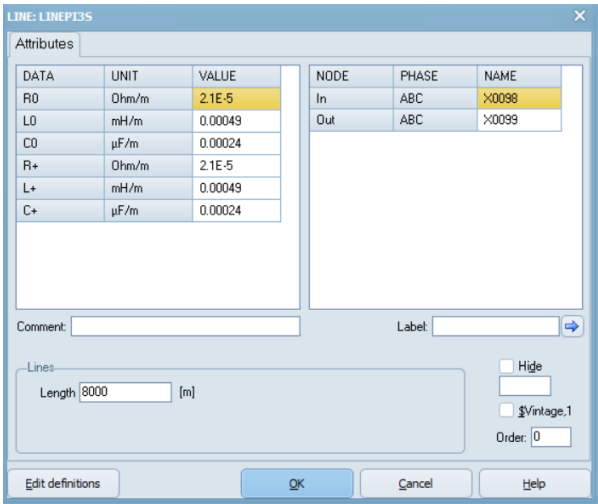 LINE: LINEPI3S
Attributes
DATA UNIT VALUE NODE PHASE NAME
R0 Ohm/m 2.1E-5 In ABC X0098
L0 mH/m 0.00049 Out ABC X0099
C0 µF/m 0.00024
R+ Ohm/m 2.1E-5
L+ mH/m 0.00049
C+ µF/m 0.00024
Comment: Label:
Lines
Length 8000 [m]
Hide
$Vintage,1
Order: 0
Edit definitions OK Cancel Help